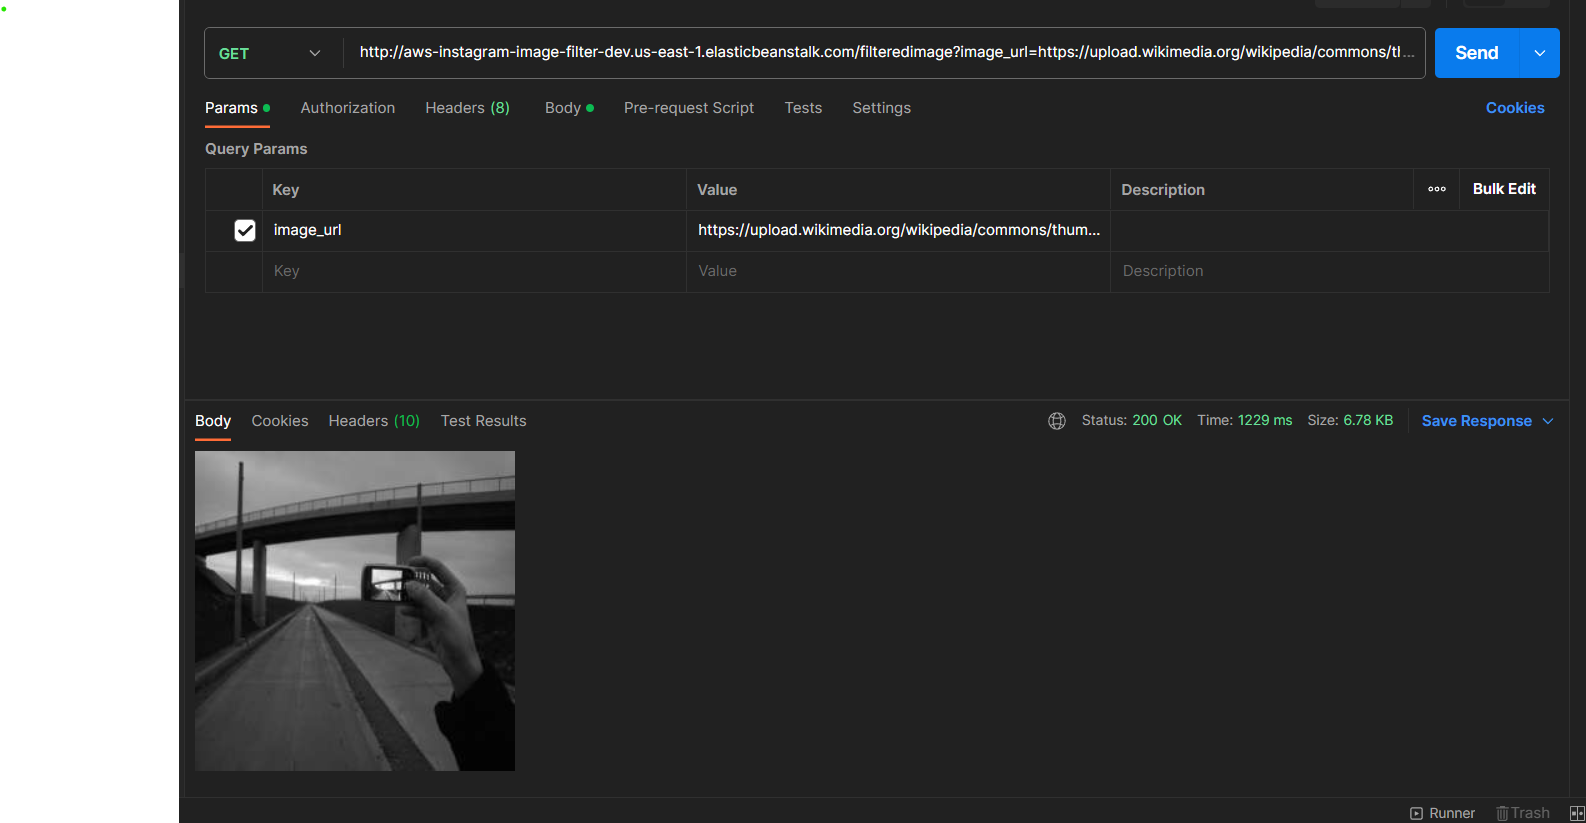 GET http://aws-instagram-image-filter-dev.us-east-1.elasticbeanstalk.com/filteredimage?image_url=https://upload.wikimedia.org/wikipedia/commons/tl... Send
Params Authorization Headers (8) Body Pre-request Script Tests Settings Cookies
Query Params
Key Value Description ooo Bulk Edit
image_url https://upload.wikimedia.org/wikipedia/commons/thum...
Key Value Description
Body Cookies Headers (10) Test Results Status: 200 OK Time: 1229 ms Size: 6.78 KB Save Response
Runner Trash